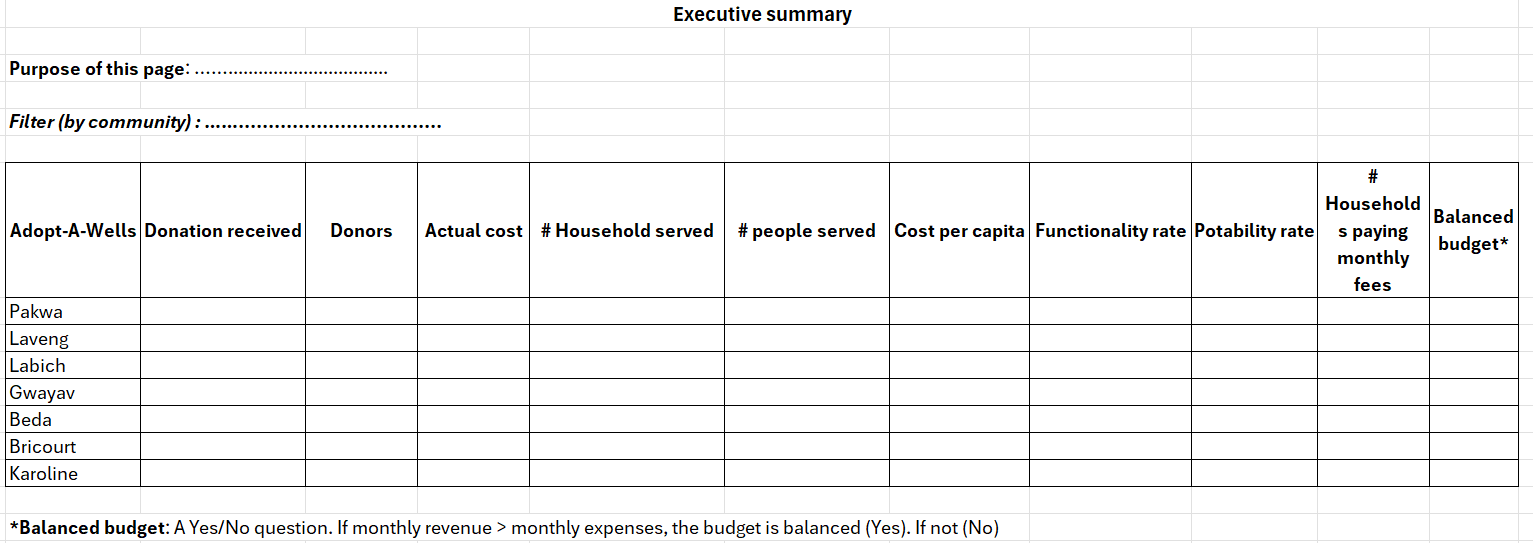 Executive summary
Purpose of this page: ........................................
Filter (by community) : ........................................
Adopt-A-Wells Donation received Donors Actual cost # Household served # people served Cost per capita Functionality rate Potability rate # Household s paying monthly fees Balanced budget*
Pakwa
Laveng
Labich
Gwayav
Beda
Bricourt
Karoline
*Balanced budget: A Yes/No question. If monthly revenue > monthly expenses, the budget is balanced (Yes). If not (No)